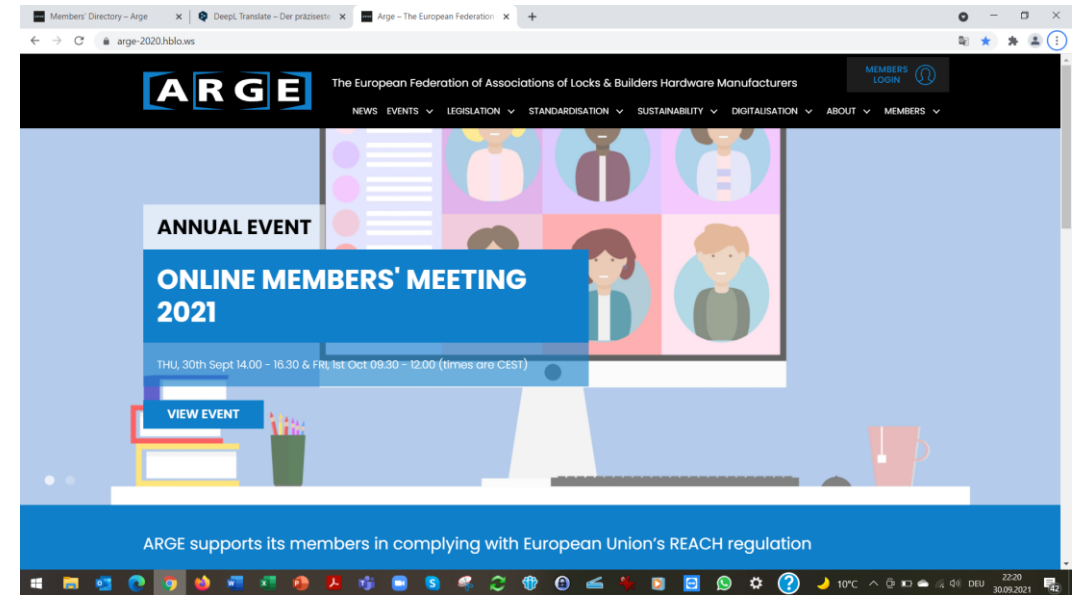 Members' Directory – Arge
DeepL Translate – Der präziseste
Arge – The European Federation
arge-2020.hblo.ws
ARGE
The European Federation of Associations of Locks & Builders Hardware Manufacturers
MEMBERS
LOGIN
NEWS EVENTS LEGISLATION STANDARDISATION SUSTAINABILITY DIGITALISATION ABOUT MEMBERS
ANNUAL EVENT
ONLINE MEMBERS' MEETING
2021
THU, 30th Sept 14.00 - 16.30 & FRI, 1st Oct 09.30 - 12.00 (times are CEST)
VIEW EVENT
ARGE supports its members in complying with European Union's REACH regulation
10°C
DEU
22:20
30.09.2021
42